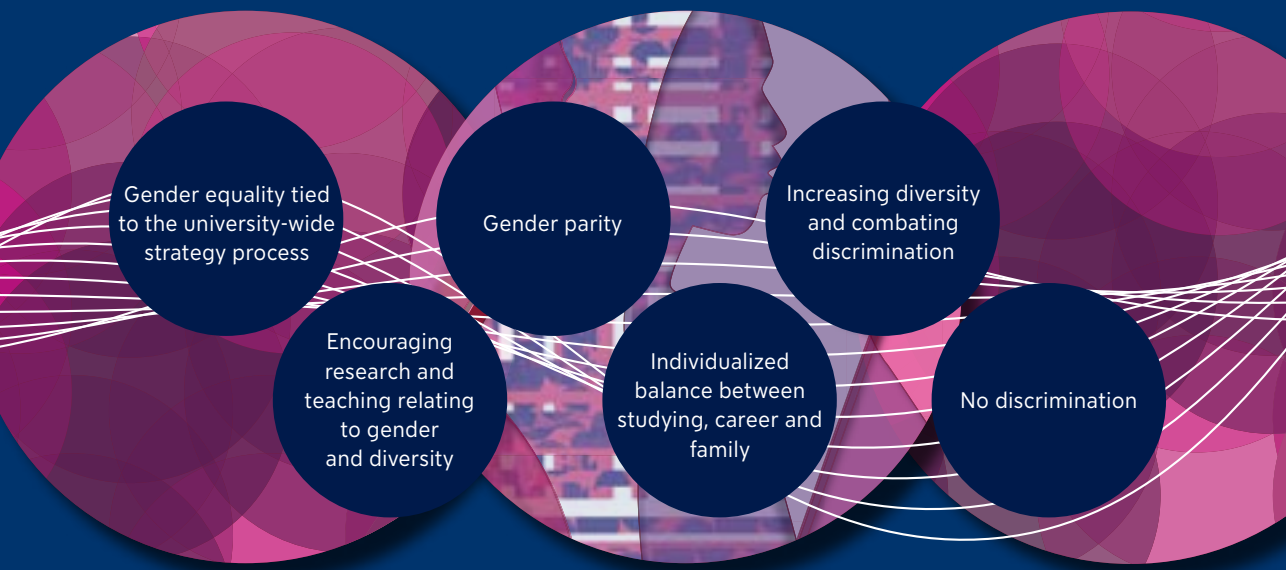 Gender equality tied
to the university-wide
strategy process
Encouraging
research and
teaching relating
to gender
and diversity
Gender parity
Individualized
balance between
studying, career and
family
Increasing diversity
and combating
discrimination
No discrimination